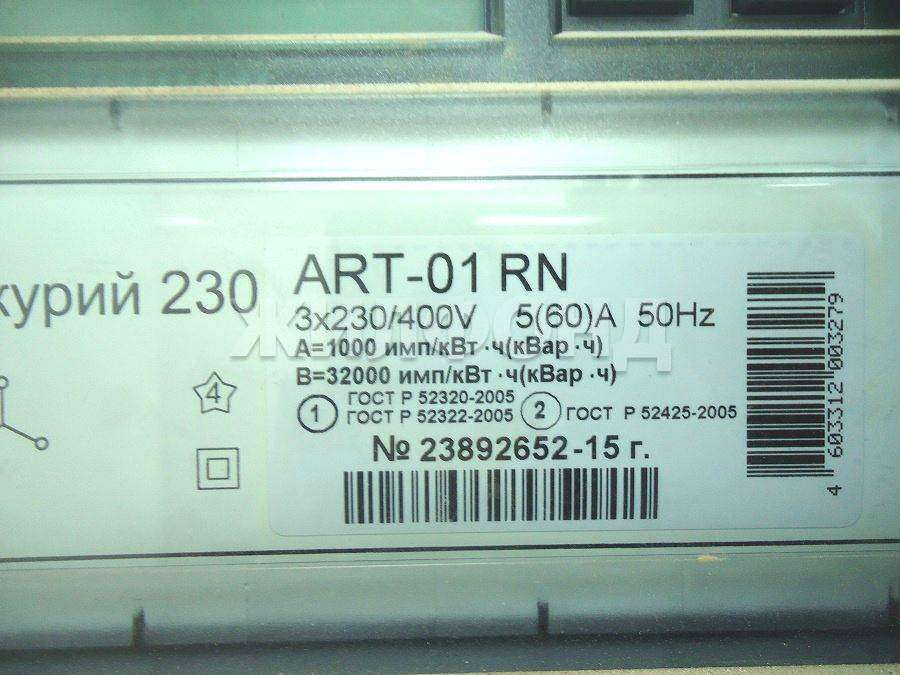 курий 230
ART-01 RN
3x230/400V 5(60)A 50Hz
A=1000 имп/кВт·ч(кВар·ч)
B=32000 имп/кВт·ч(кВар·ч)
4
1 ГОСТ Р 52320-2005
ГОСТ Р 52322-2005
2 ГОСТ Р 52425-2005
№ 23892652-15 г.
4 603312 003279
ЖИЛФОНД